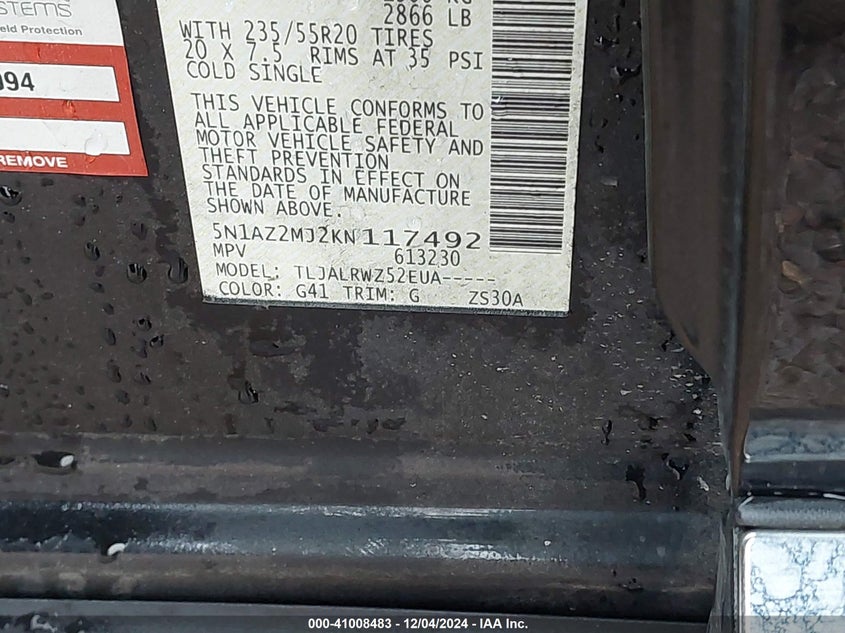 STEMS
eld Protection
094
REMOVE
2866 LB
WITH 235/55R20 TIRES
20 X 7.5 RIMS AT 35 PSI
COLD SINGLE
THIS VEHICLE CONFORMS TO
ALL APPLICABLE FEDERAL
MOTOR VEHICLE SAFETY AND
THEFT PREVENTION
STANDARDS IN EFFECT ON
THE DATE OF MANUFACTURE
SHOWN ABOVE.
5N1AZ2MJ2KN 117492
MPV 613230
MODEL: TLJALRWZ52EUA-----
COLOR: G41 TRIM: G ZS30A
000-41008483 - 12/04/2024 - IAA Inc.